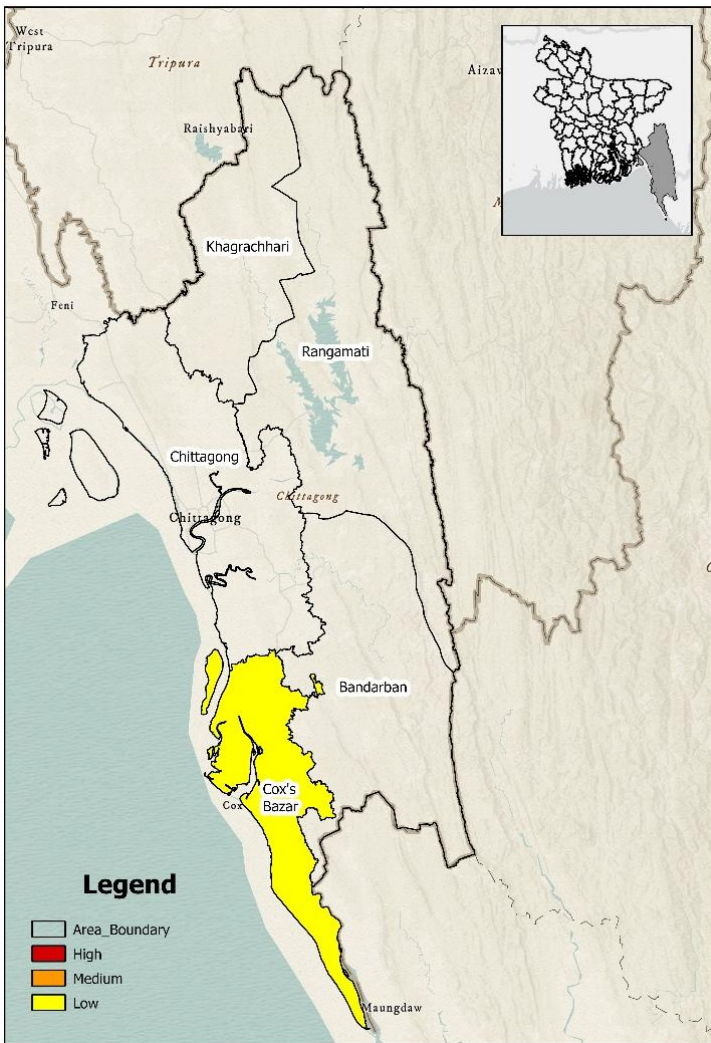 West
Tripura
Tripura
Aizaw
Raishyabari
Khagrachhari
Feni
Rangamati
Chittagong
Chittagong
Chittagong
Bandarban
Cox's
Bazar
Cox
Legend
Area_Boundary
High
Medium
Low
Maungdaw